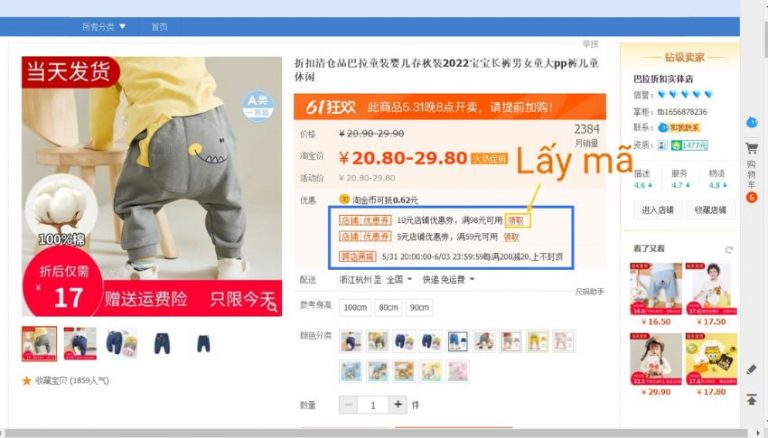 所有分类 ▼ 首页
举报
当天发货
A类
一等品
100%棉
折后仅需
¥ 17
赠送运费险 只限今天
收藏宝贝 (1859人气)
折扣清仓品巴拉童装婴儿春秋装2022宝宝长裤男女童大pp裤儿童
休闲
61狂欢 此商品5.31晚8点开卖，请提前加购！
价格 ¥ 20.90-29.90
2384
月销量
淘宝价 ¥20.80-29.80 火热促销
Lấy mã
活动价 ¥ 20.80-29.80
优惠 淘金币可抵0.62元
店铺优惠券 10元店铺优惠券，满98元可用 领取
店铺优惠券 5元店铺优惠券，满59元可用 领取
跨店满减 5/31 20:00:00-6/03 23:59:59每满200减20,上不封顶
配送 浙江杭州 至 全国 快递 免运费
尺码助手
参考身高 100cm 80cm 90cm
颜色分类
数量 − 1 + 件
钻级卖家
巴拉折扣实体店
信誉：
掌柜： tb1656878236
联系： 和我联系
资质： 1477元
描述 服务 物流
4.6 4.7 4.8
进入店铺 收藏店铺
看了又看
¥ 16.50 ¥ 17.50
¥ 29.90 ¥ 17.80
购物车
6